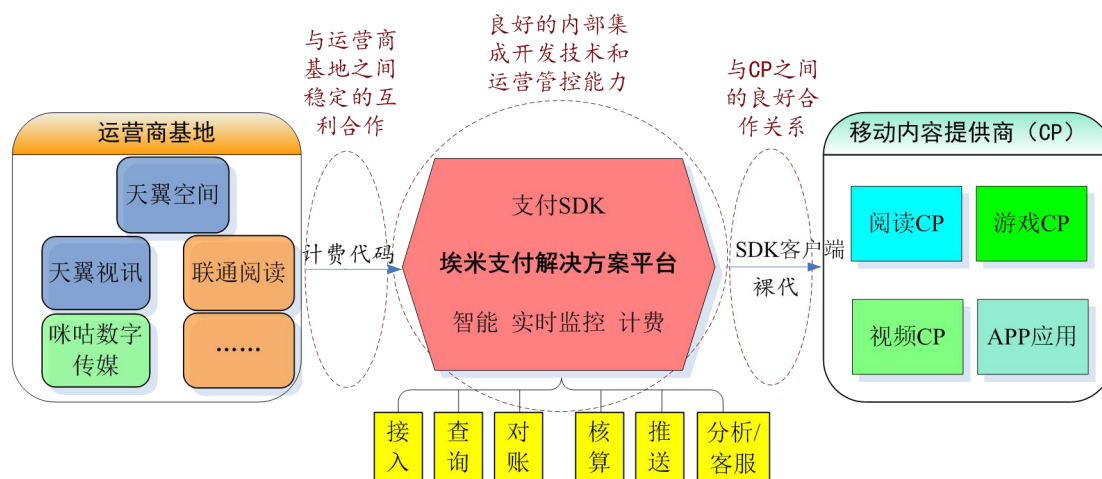 与运营商
基地之间
稳定的互
利合作
良好的内部集
成开发技术和
运营管控能力
与CP之间
的良好合
作关系
运营商基地
天翼空间
天翼视讯
联通阅读
咪咕数字
传媒
……
计费代码
支付SDK
埃米支付解决方案平台
智能 实时监控 计费
SDK客户端
裸代
移动内容提供商（CP）
阅读CP
游戏CP
视频CP
APP应用
接
入
查
询
对
账
核
算
推
送
分析/
客服